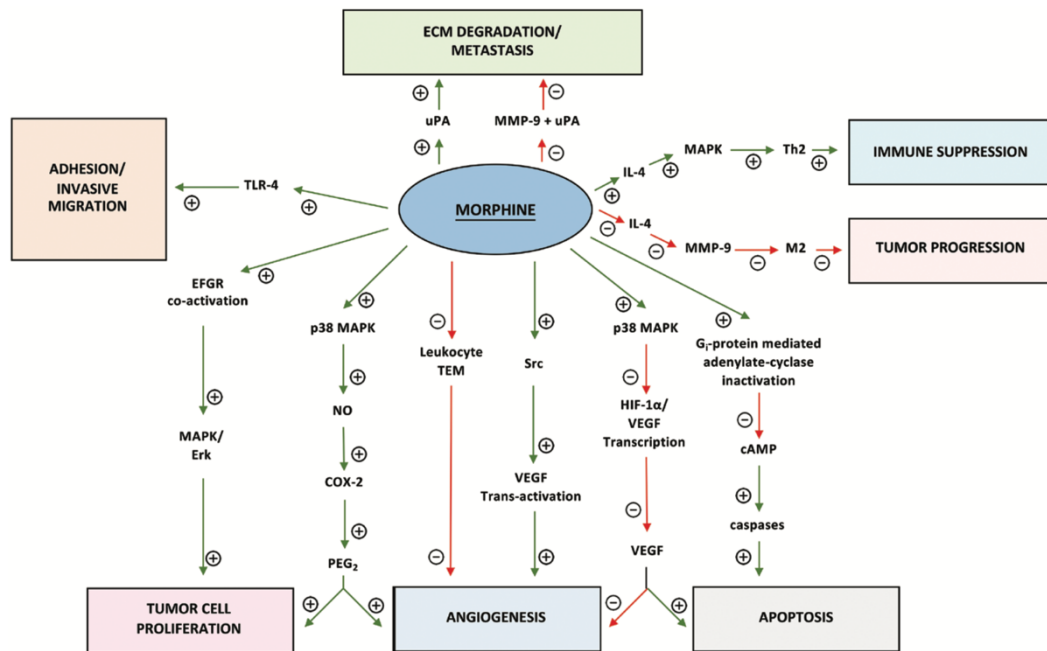 ECM DEGRADATION/
METASTASIS
+
−
uPA
MMP-9 + uPA
+
−
ADHESION/
INVASIVE
MIGRATION
+
TLR-4
+
MORPHINE
+
IL-4
+
MAPK
+
Th2
+
IMMUNE SUPPRESSION
−
IL-4
−
MMP-9
−
M2
−
TUMOR PROGRESSION
+
EFGR
co-activation
+
MAPK/
Erk
+
+
p38 MAPK
+
NO
+
COX-2
+
PEG₂
+
+
−
Leukocyte
TEM
−
+
Src
+
VEGF
Trans-activation
+
+
p38 MAPK
−
HIF-1α/
VEGF
Transcription
−
VEGF
−
+
+
Gᵢ-protein mediated
adenylate-cyclase
inactivation
−
cAMP
+
caspases
+
TUMOR CELL
PROLIFERATION
ANGIOGENESIS
APOPTOSIS